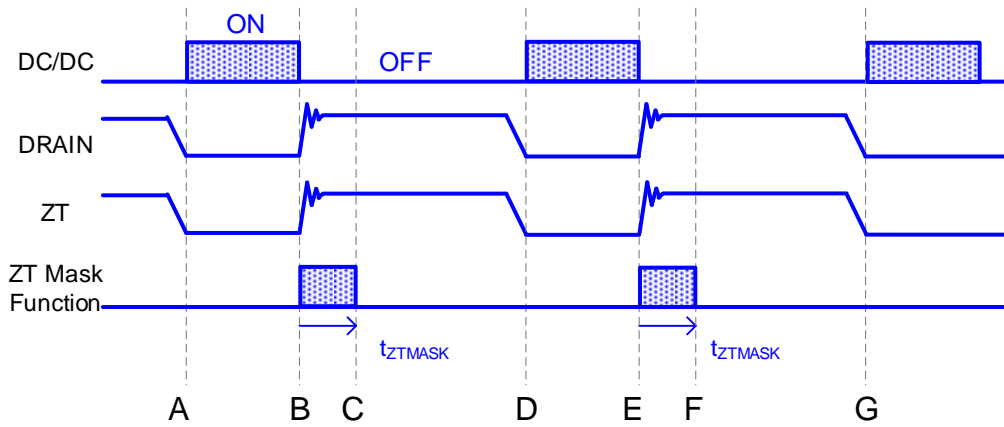 ON
DC/DC
OFF
DRAIN
ZT
ZT Mask
Function
tZTMASK
tZTMASK
A
B
C
D
E
F
G